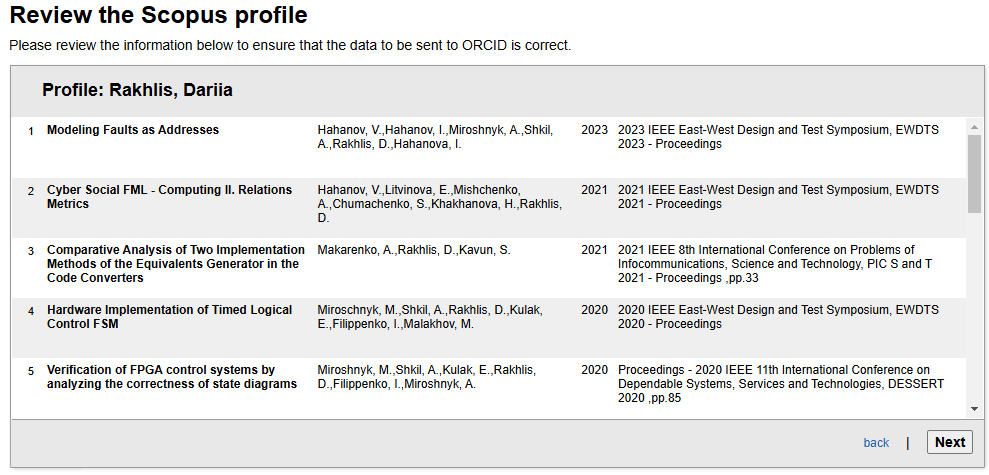 Review the Scopus profile
Please review the information below to ensure that the data to be sent to ORCID is correct.
Profile: Rakhlis, Dariia
1 Modeling Faults as Addresses Hahanov, V.,Hahanov, I.,Miroshnyk, A.,Shkil, 2023 2023 IEEE East-West Design and Test Symposium, EWDTS
A.,Rakhlis, D.,Hahanova, I. 2023 - Proceedings
2 Cyber Social FML - Computing II. Relations Hahanov, V.,Litvinova, E.,Mishchenko, 2021 2021 IEEE East-West Design and Test Symposium, EWDTS
Metrics A.,Chumachenko, S.,Khakhanova, H.,Rakhlis, 2021 - Proceedings
D.
3 Comparative Analysis of Two Implementation Makarenko, A.,Rakhlis, D.,Kavun, S. 2021 2021 IEEE 8th International Conference on Problems of
Methods of the Equivalents Generator in the Infocommunications, Science and Technology, PIC S and T
Code Converters 2021 - Proceedings ,pp.33
4 Hardware Implementation of Timed Logical Miroschnyk, M.,Shkil, A.,Rakhlis, D.,Kulak, 2020 2020 IEEE East-West Design and Test Symposium, EWDTS
Control FSM E.,Filippenko, I.,Malakhov, M. 2020 - Proceedings
5 Verification of FPGA control systems by Miroshnyk, M.,Shkil, A.,Kulak, E.,Rakhlis, 2020 Proceedings - 2020 IEEE 11th International Conference on
analyzing the correctness of state diagrams D.,Filippenko, I.,Miroshnyk, A. Dependable Systems, Services and Technologies, DESSERT
2020 ,pp.85
back | Next